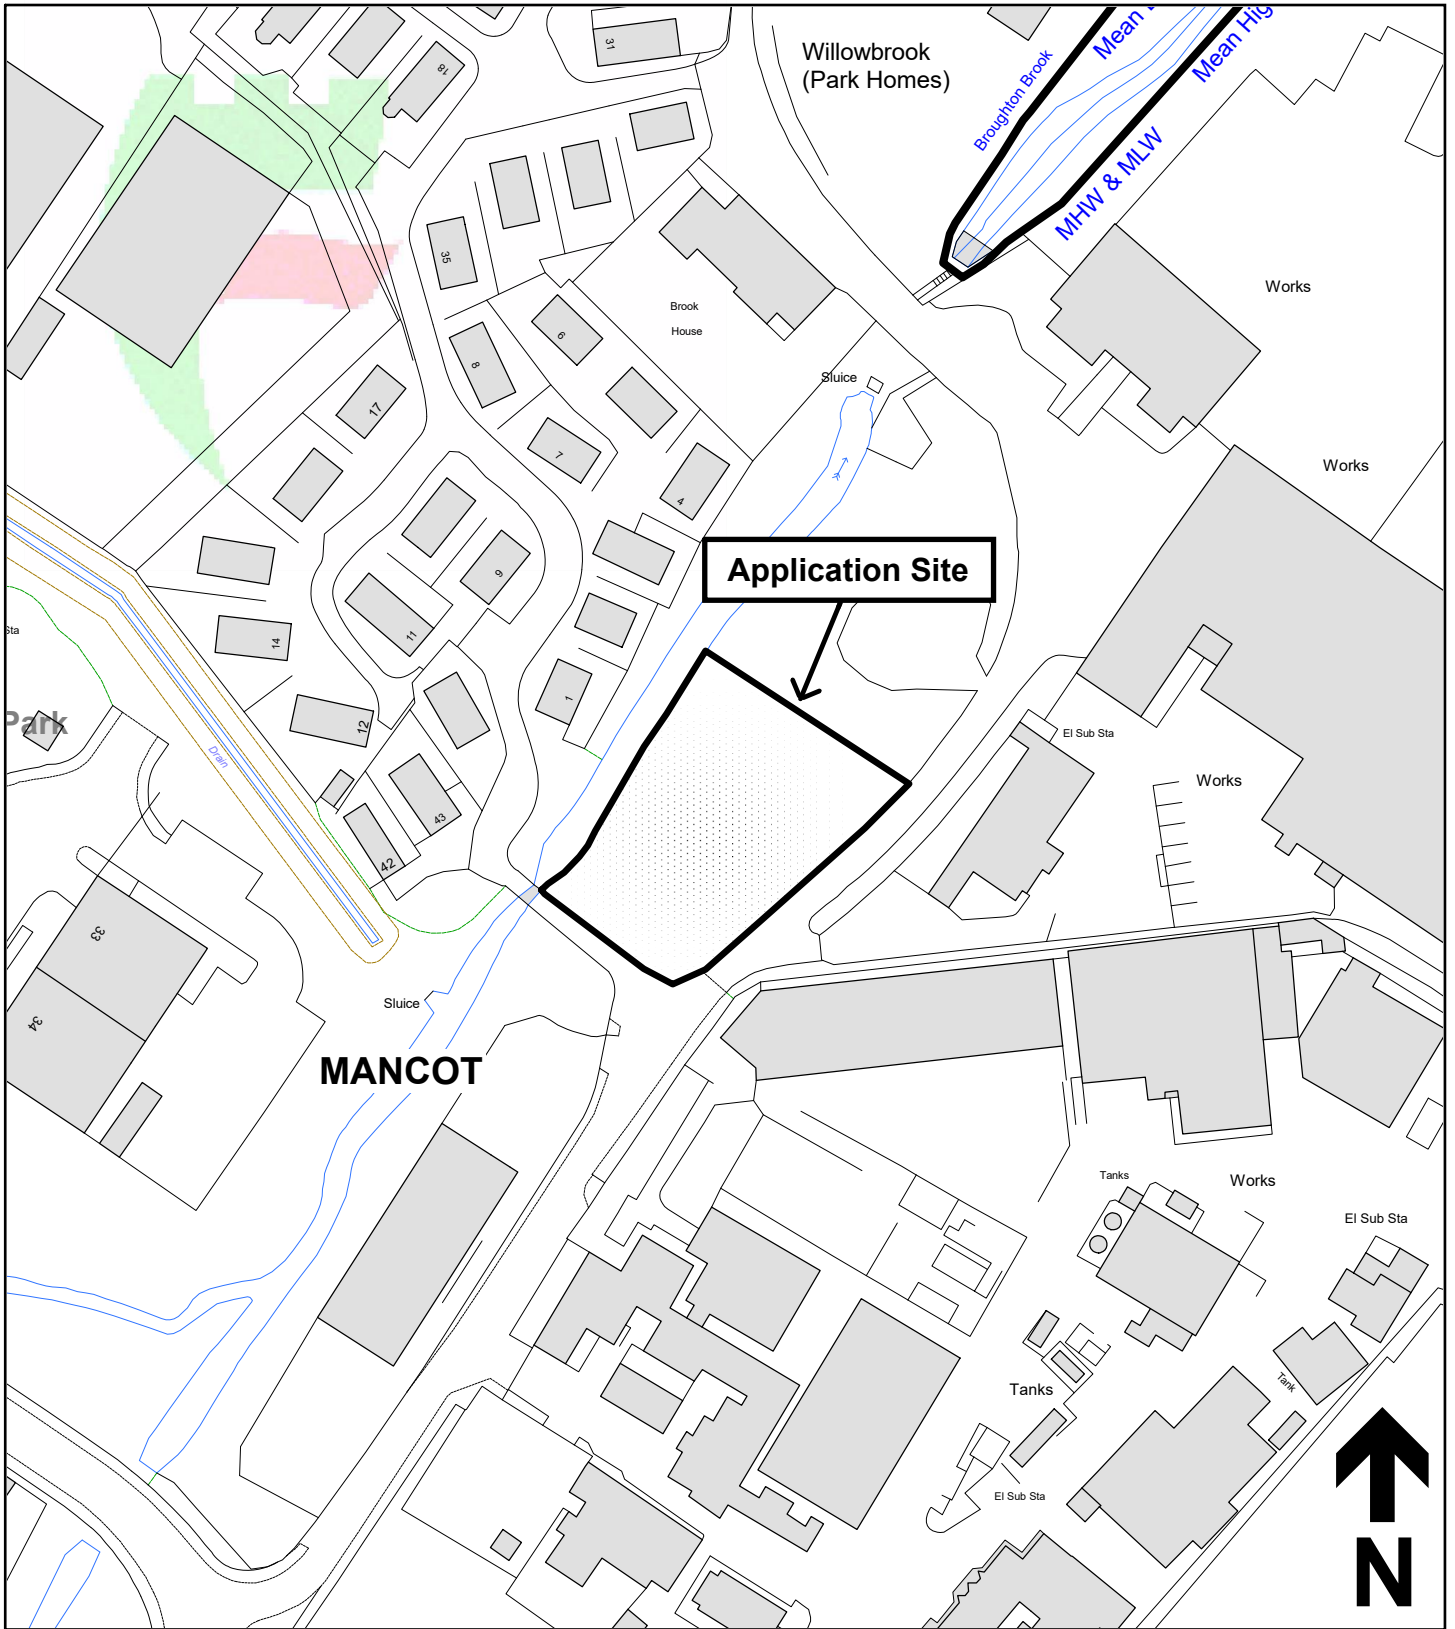 31
18
Willowbrook
(Park Homes)
Broughton Brook
Mean
Mean Hig
MHW & MLW
35
Works
6
Brook
House
8
Sluice
17
7
Works
4
9
Application Site
11
14
Sta
1
12
Park
Drain
El Sub Sta
Works
43
42
33
Sluice
34
MANCOT
Tanks
Works
El Sub Sta
Tanks
Tank
El Sub Sta
N